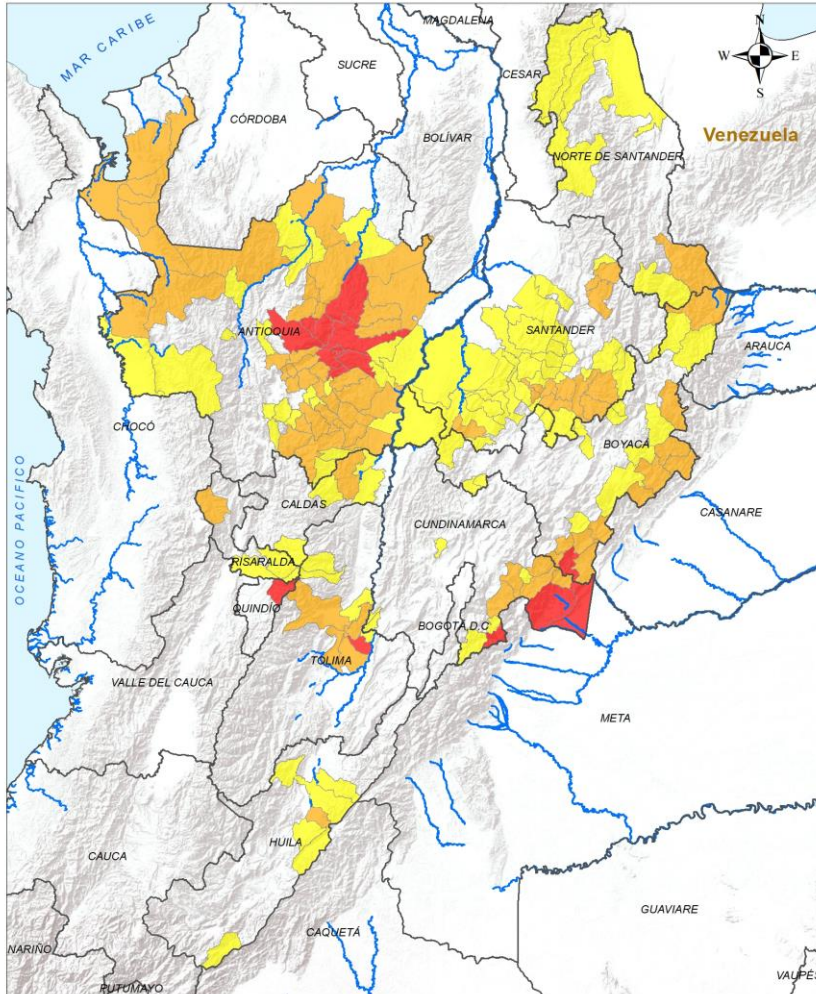 MAGDALENA
MAR CARIBE
N
W
E
S
SUCRE
CESAR
CÓRDOBA
BOLÍVAR
Venezuela
NORTE DE SANTANDER
ANTIOQUIA
SANTANDER
ARAUCA
CHOCÓ
BOYACÁ
OCEANO PACIFICO
CALDAS
CUNDINAMARCA
CASANARE
RISARALDA
QUINDÍO
BOGOTÁ, D.C.
TOLIMA
VALLE DEL CAUCA
META
HUILA
CAUCA
GUAVIARE
CAQUETÁ
NARIÑO
PUTUMAYO
VAUPÉS